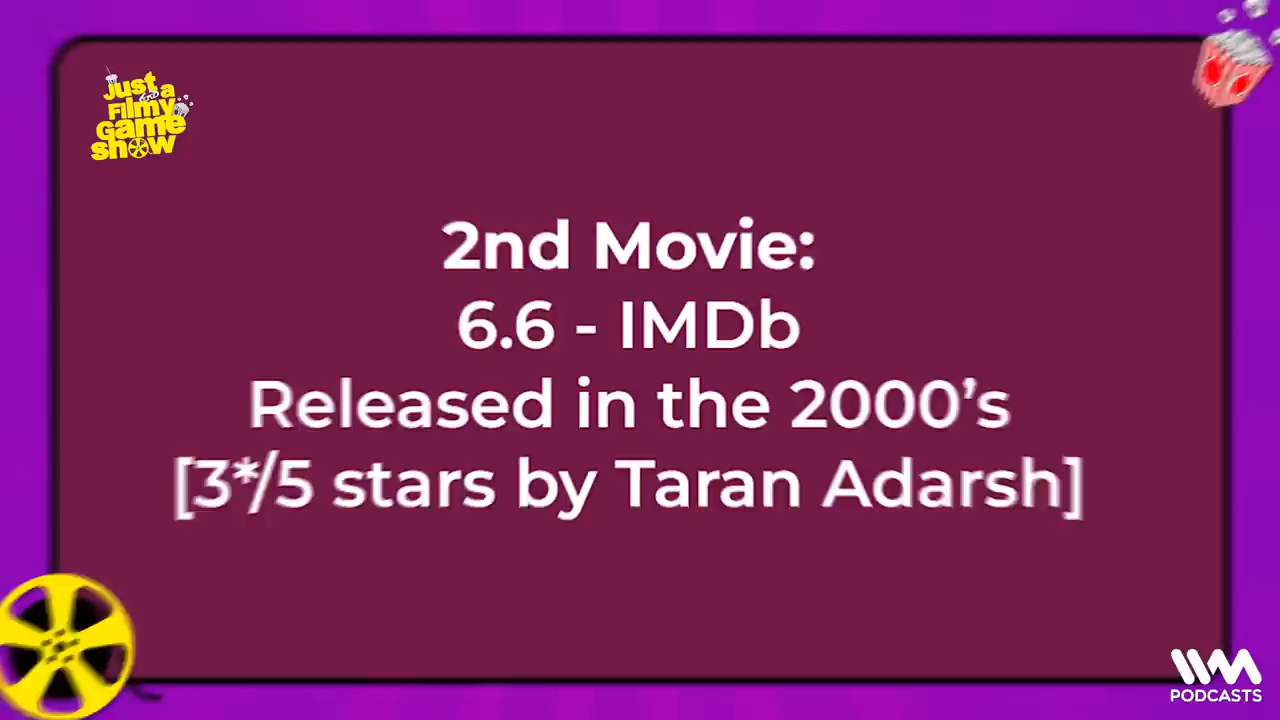 Just
a
Filmy
Game
show
2nd Movie:
6.6 - IMDb
Released in the 2000's
[3*/5 stars by Taran Adarsh]
IVM
PODCASTS